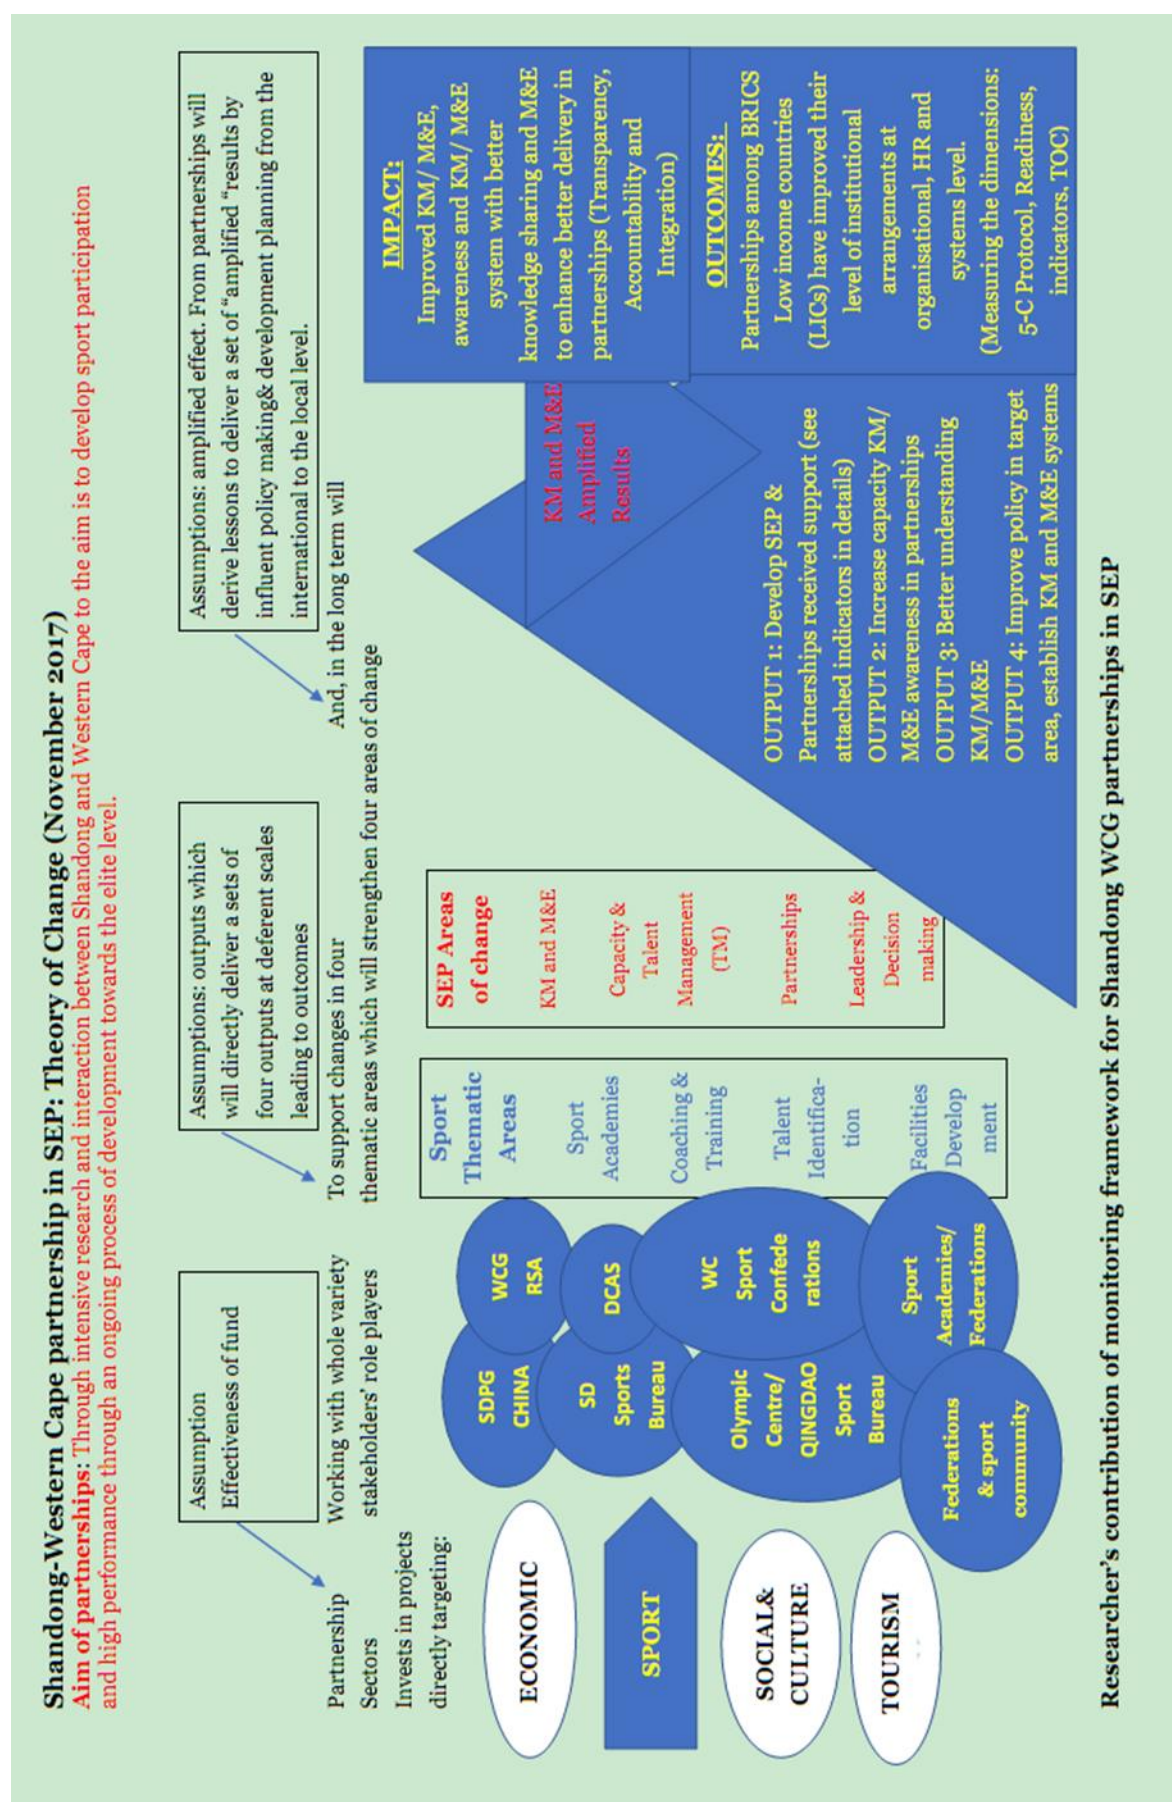 Shandong-Western Cape partnership in SEP: Theory of Change (November 2017)
Aim of partnerships: Through intensive research and interaction between Shandong and Western Cape to the aim is to develop sport participation
and high performance through an ongoing process of development towards the elite level.
Assumption
Effectiveness of fund
Assumptions: outputs which
will directly deliver a sets of
four outputs at deferent scales
leading to outcomes
Assumptions: amplified effect. From partnerships will
derive lessons to deliver a set of “amplified “results by
influent policy making& development planning from the
international to the local level.
Partnership
Sectors
Invests in projects
directly targeting:
Working with whole variety
stakeholders’ role players
To support changes in four
thematic areas which will strengthen four areas of change
And, in the long term will
ECONOMIC
SPORT
SOCIAL&
CULTURE
TOURISM
SDPG
CHINA
WCG
RSA
SD
Sports
Bureau
DCAS
Olympic
Centre/
QINGDAO
Sport
Bureau
WC
Sport
Confede
rations
Federations
& sport
community
Sport
Academies/
Federations
Sport
Thematic
Areas
Sport
Academies
Coaching &
Training
Talent
Identifica-
tion
Facilities
Develop
ment
SEP Areas
of change
KM and M&E
Capacity &
Talent
Management
(TM)
Partnerships
Leadership &
Decision
making
OUTPUT 1: Develop SEP &
Partnerships received support (see
attached indicators in details)
OUTPUT 2: Increase capacity KM/
M&E awareness in partnerships
OUTPUT 3: Better understanding
KM/M&E
OUTPUT 4: Improve policy in target
area, establish KM and M&E systems
KM and M&E
Amplified
Results
IMPACT:
Improved KM/ M&E,
awareness and KM/ M&E
system with better
knowledge sharing and M&E
to enhance better delivery in
partnerships (Transparency,
Accountability and
Integration)
OUTCOMES:
Partnerships among BRICS
Low income countries
(LICs) have improved their
level of institutional
arrangements at
organisational, HR and
systems level.
(Measuring the dimensions:
5-C Protocol, Readiness,
indicators, TOC)
Researcher’s contribution of monitoring framework for Shandong WCG partnerships in SEP